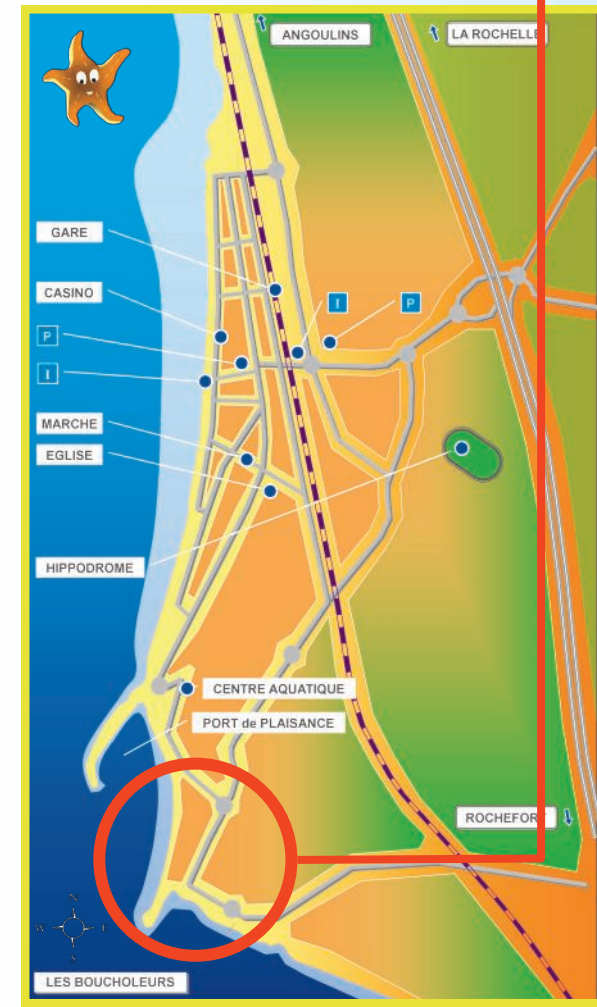 ANGOULINS
LA ROCHELLE
GARE
CASINO
I
P
P
I
MARCHE
EGLISE
HIPPODROME
CENTRE AQUATIQUE
PORT de PLAISANCE
ROCHEFORT
N
W
LES BOUCHOLEURS